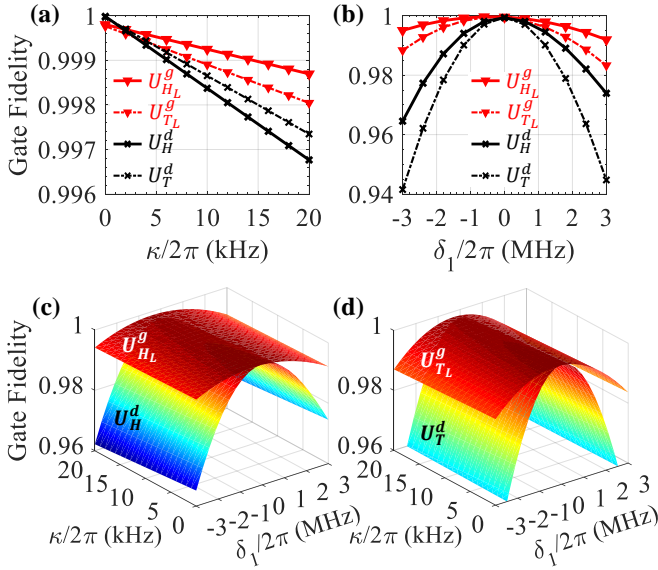 (a)
(b)
Gate Fidelity
1
0.999
0.998
0.997
0.996
U^g_{H_L}
U^g_{T_L}
U^d_H
U^d_T
0 5 10 15 20
κ/2π (kHz)
1
0.98
0.96
0.94
U^g_{H_L}
U^g_{T_L}
U^d_H
U^d_T
-3 -2 -1 0 1 2 3
δ_1/2π (MHz)
(c)
(d)
Gate Fidelity
1
0.98
0.96
U^g_{H_L}
U^d_H
20 15 10 5 0
κ/2π (kHz)
-3 -2 -1 0 1 2 3
δ_1/2π (MHz)
1
0.98
0.96
U^g_{T_L}
U^d_T
20 15 10 5 0
κ/2π (kHz)
-3 -2 -1 0 1 2 3
δ_1/2π (MHz)